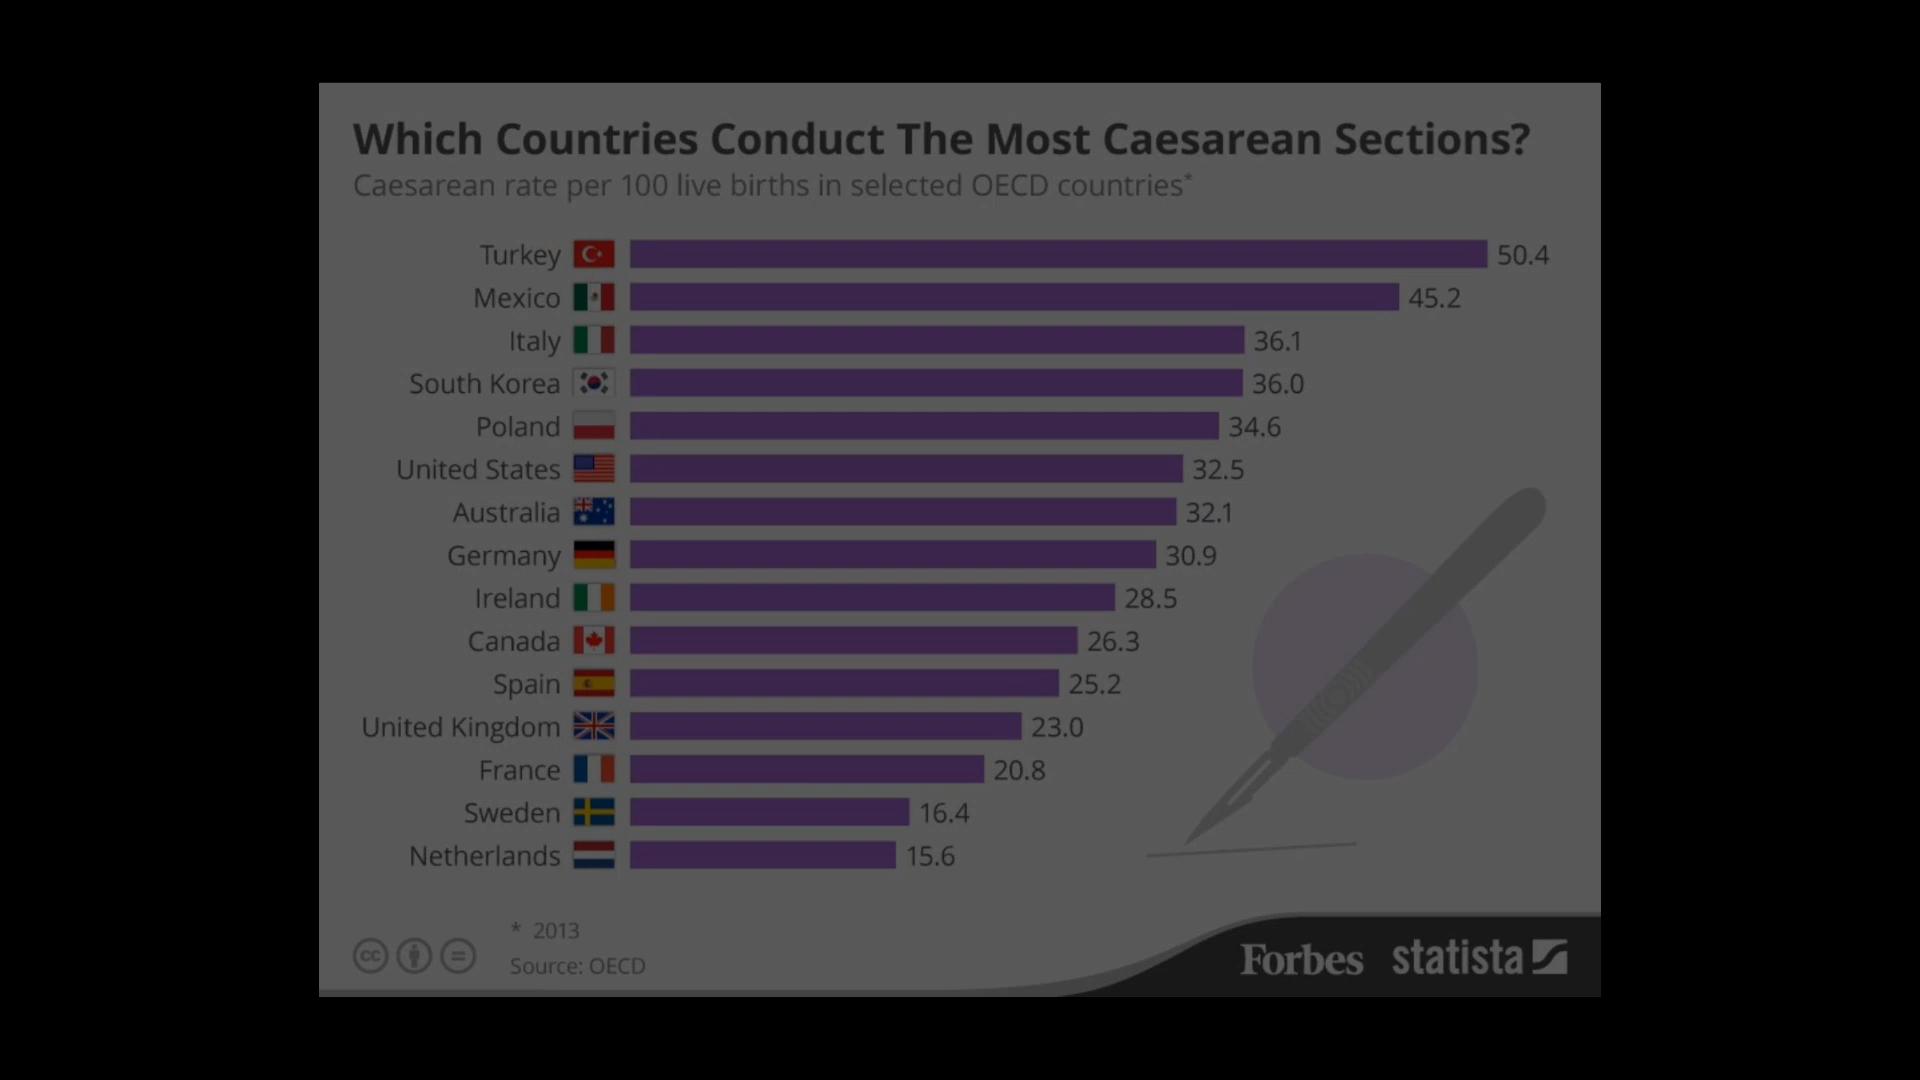 Which Countries Conduct The Most Caesarean Sections?
Caesarean rate per 100 live births in selected OECD countries*
Turkey 50.4
Mexico 45.2
Italy 36.1
South Korea 36.0
Poland 34.6
United States 32.5
Australia 32.1
Germany 30.9
Ireland 28.5
Canada 26.3
Spain 25.2
United Kingdom 23.0
France 20.8
Sweden 16.4
Netherlands 15.6
* 2013
Source: OECD
cc
Forbes statista